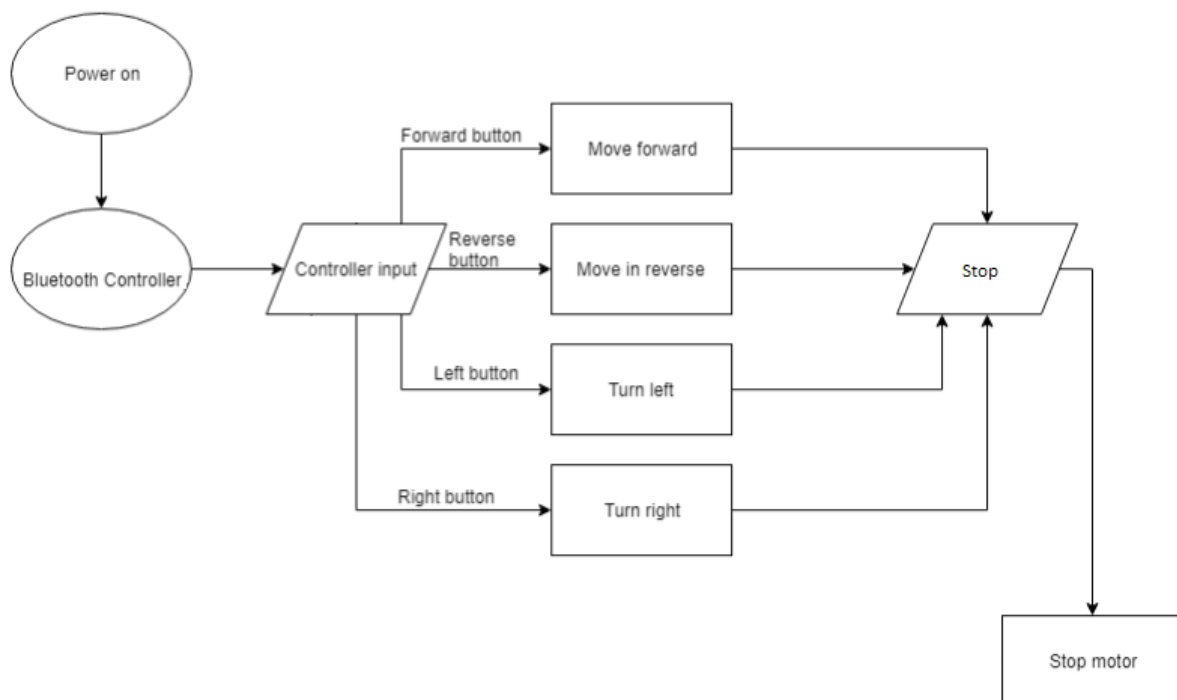 Power on
Forward button
Move forward
Bluetooth Controller
Controller input
Reverse
button
Move in reverse
Stop
Left button
Turn left
Right button
Turn right
Stop motor